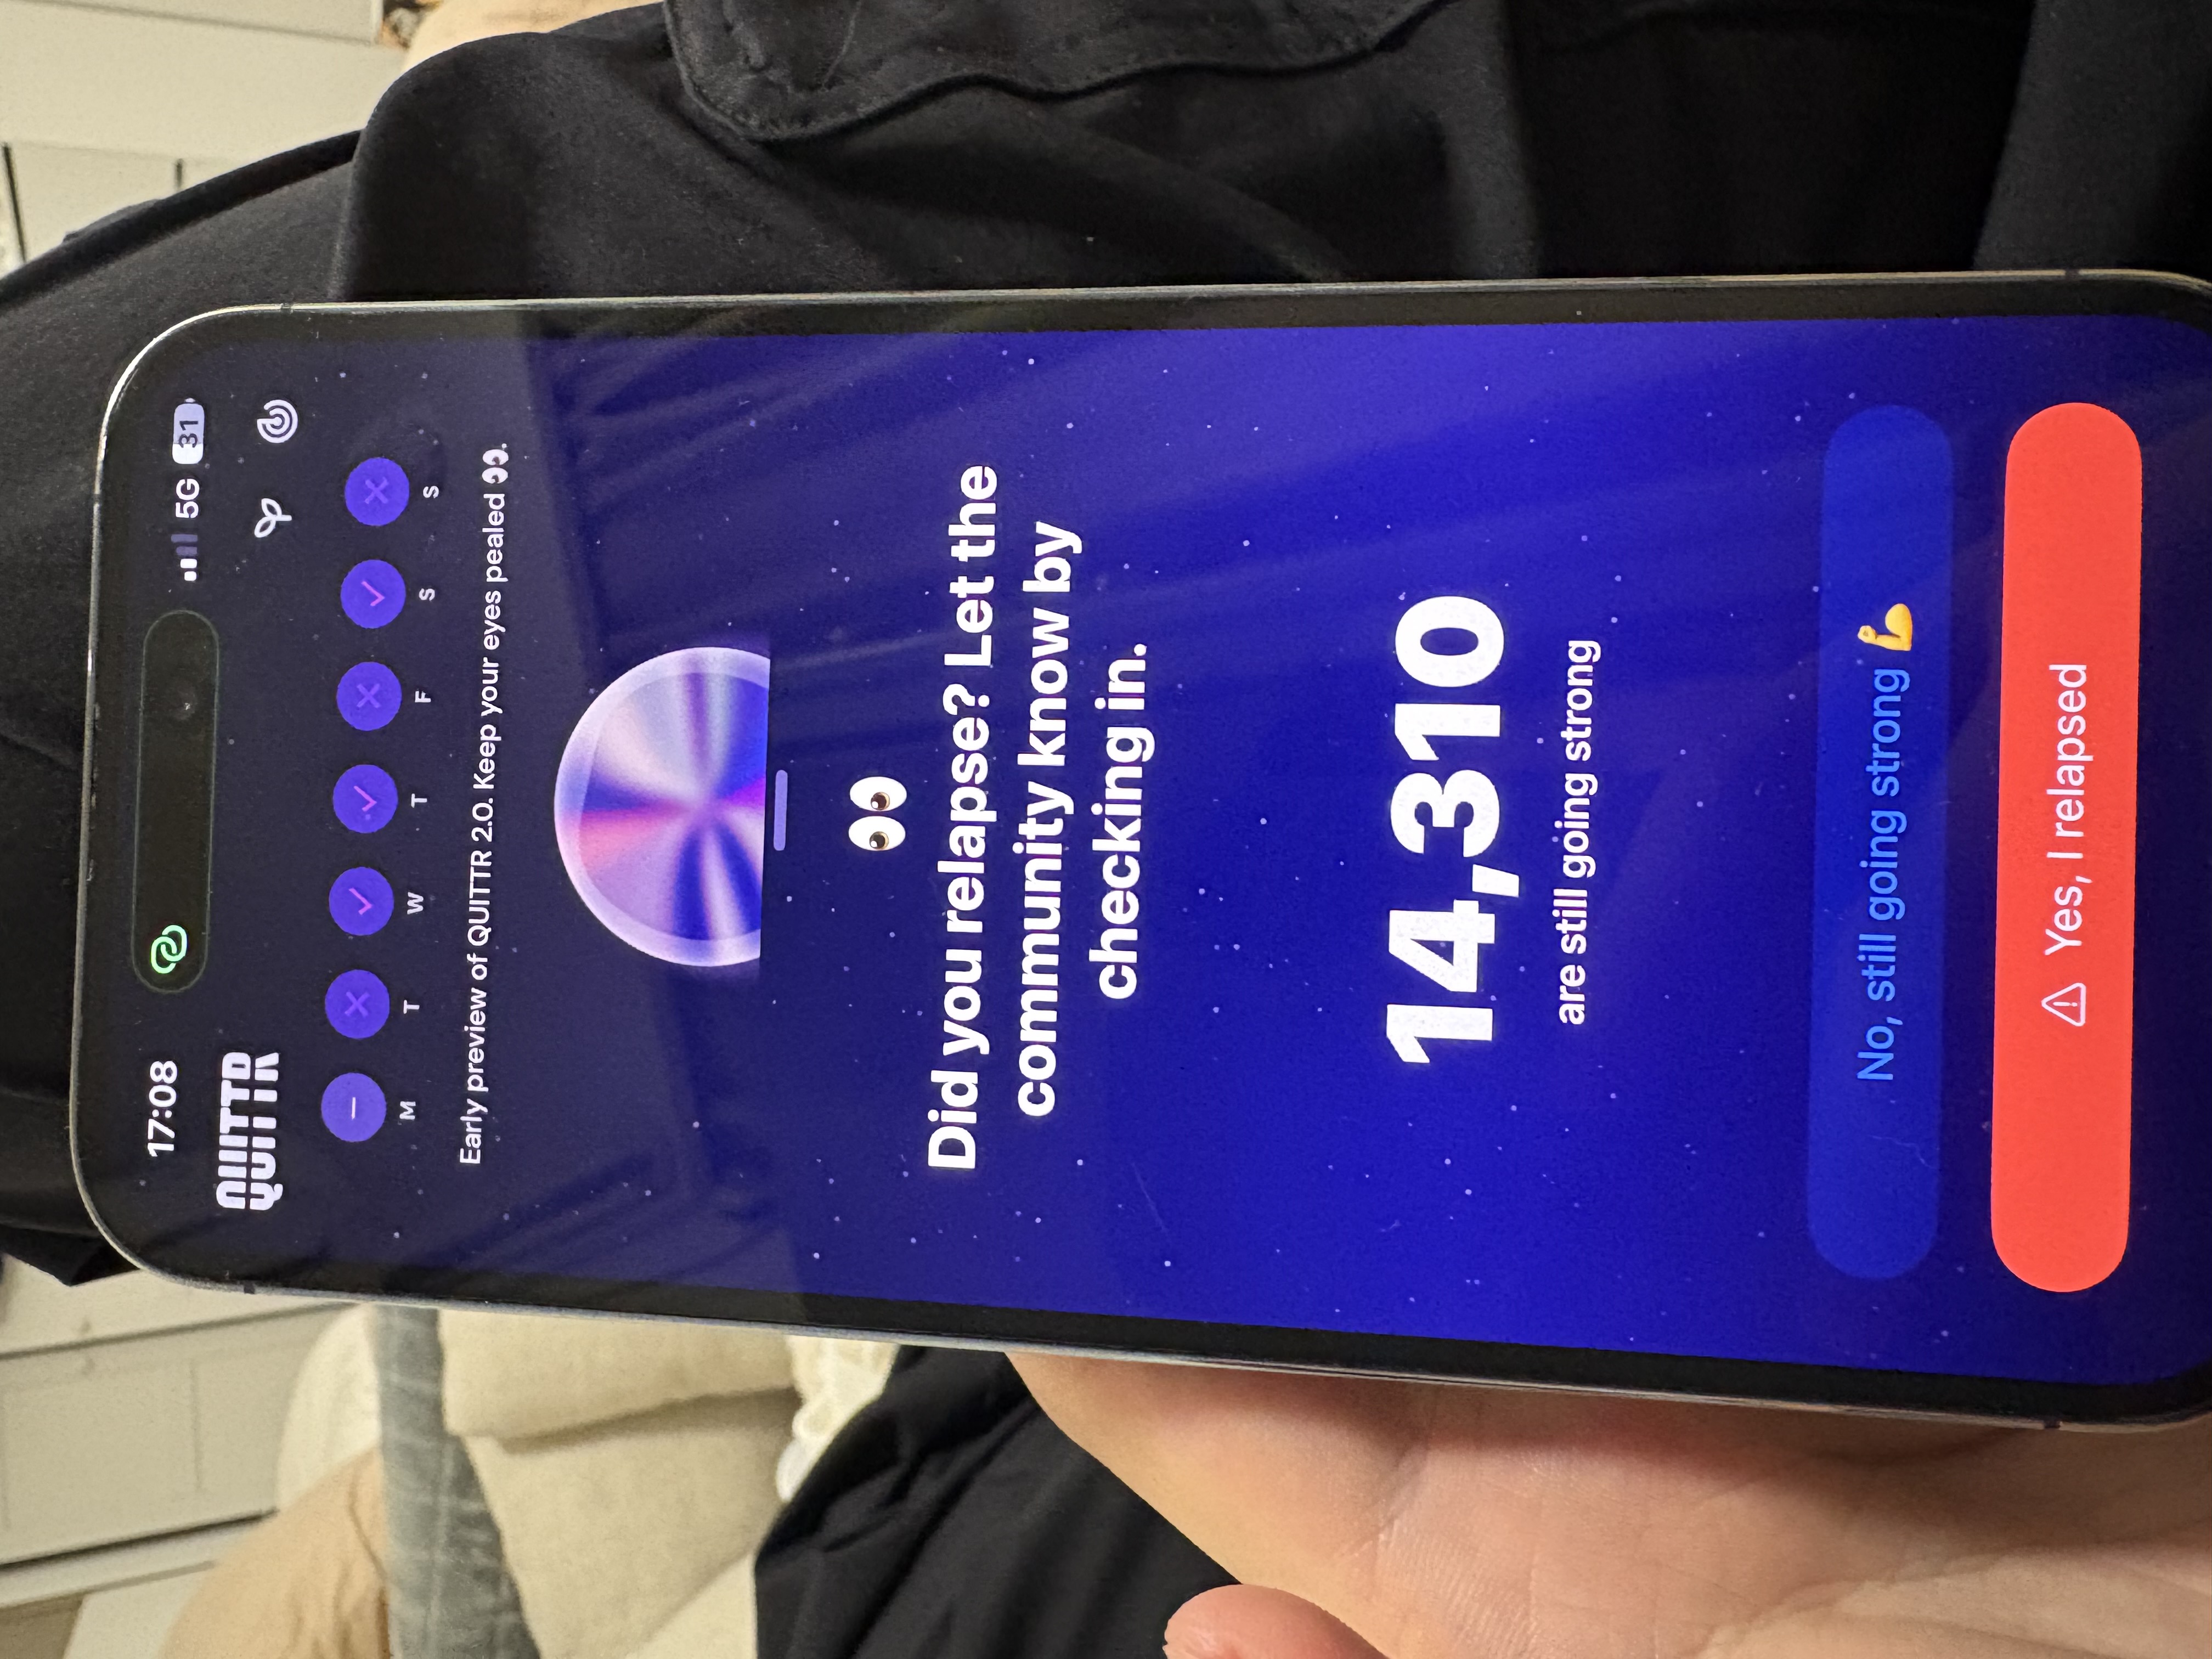 17:08 5G 31
QUITTR
M T W T F S S
Early preview of QUITTR 2.0. Keep your eyes pealed 👀.
👀
Did you relapse? Let the
community know by
checking in.
14,310
are still going strong
No, still going strong 💪
Yes, I relapsed